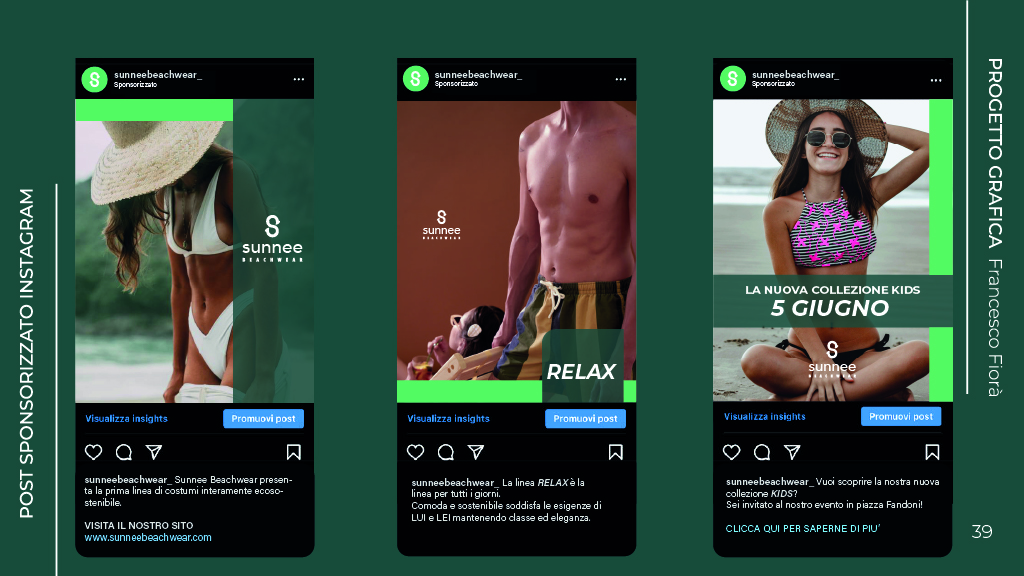 POST SPONSORIZZATO INSTAGRAM
sunneebeachwear_
Sponsorizzato
sunnee
BEACHWEAR
Visualizza insights
Promuovi post
sunneebeachwear_ Sunnee Beachwear presen-
ta la prima linea di costumi interamente ecoso-
stenibile.
VISITA IL NOSTRO SITO
www.sunneebeachwear.com
sunneebeachwear_
Sponsorizzato
sunnee
BEACHWEAR
RELAX
Visualizza insights
Promuovi post
sunneebeachwear_ La linea RELAX è la
linea per tutti i giorni.
Comoda e sostenibile soddisfa le esigenze di
LUI e LEI mantenendo classe ed eleganza.
sunneebeachwear_
Sponsorizzato
LA NUOVA COLLEZIONE KIDS
5 GIUGNO
sunnee
BEACHWEAR
Visualizza insights
Promuovi post
sunneebeachwear_ Vuoi scoprire la nostra nuova
collezione KIDS?
Sei invitato al nostro evento in piazza Fandoni!
CLICCA QUI PER SAPERNE DI PIU'
PROGETTO GRAFICA Francesco Fiorà
39